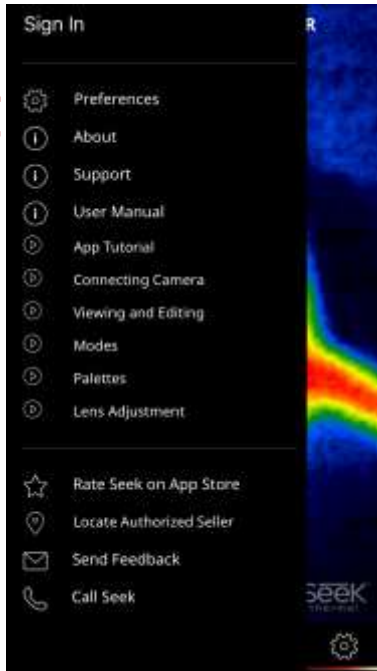 Sign In
R
Preferences
About
Support
User Manual
App Tutorial
Connecting Camera
Viewing and Editing
Modes
Palettes
Lens Adjustment
Rate Seek on App Store
Locate Authorized Seller
Send Feedback
Call Seek
Seek
thermal